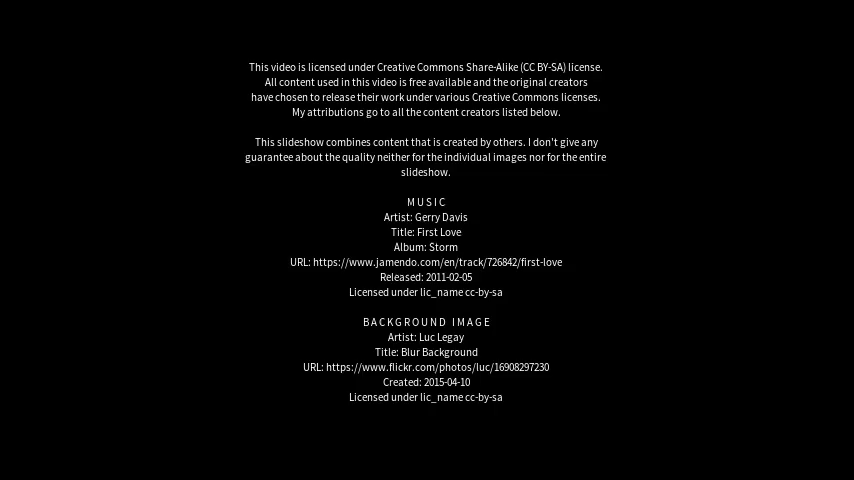 This video is licensed under Creative Commons Share-Alike (CC BY-SA) license.
All content used in this video is free available and the original creators
have chosen to release their work under various Creative Commons licenses.
My attributions go to all the content creators listed below.
This slideshow combines content that is created by others. I don't give any
guarantee about the quality neither for the individual images nor for the entire
slideshow.
MUSIC
Artist: Gerry Davis
Title: First Love
Album: Storm
URL: https://www.jamendo.com/en/track/726842/first-love
Released: 2011-02-05
Licensed under lic_name cc-by-sa
BACKGROUND IMAGE
Artist: Luc Legay
Title: Blur Background
URL: https://www.flickr.com/photos/luc/16908297230
Created: 2015-04-10
Licensed under lic_name cc-by-sa